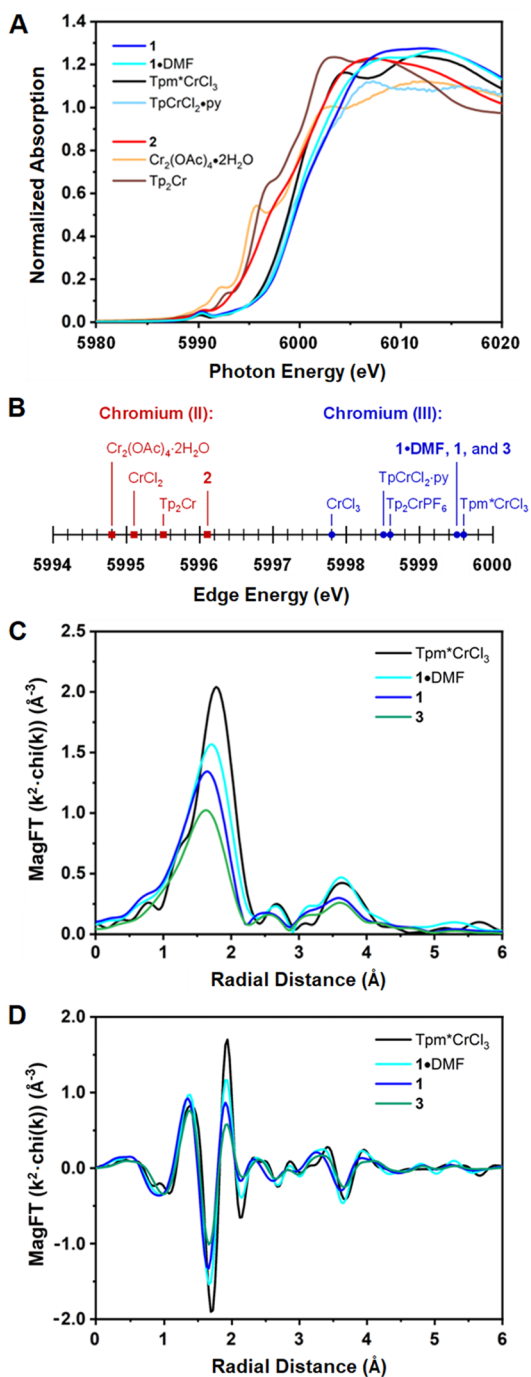 A
1.4
1.2
1.0
0.8
0.6
0.4
0.2
0.0
Normalized Absorption
1
1•DMF
Tpm*CrCl₃
TpCrCl₂•py
2
Cr₂(OAc)₄•2H₂O
Tp₂Cr
5980 5990 6000 6010 6020
Photon Energy (eV)
B
Chromium (II): Chromium (III):
Cr₂(OAc)₄·2H₂O 1•DMF, 1, and 3
CrCl₂ 2 TpCrCl₂·py
Tp₂Cr CrCl₃ Tp₂CrPF₆ Tpm*CrCl₃
5994 5995 5996 5997 5998 5999 6000
Edge Energy (eV)
C
2.5
2.0
1.5
1.0
0.5
0.0
MagFT (k²·chi(k)) (Å⁻³)
Tpm*CrCl₃
1•DMF
1
3
0 1 2 3 4 5 6
Radial Distance (Å)
D
2.0
1.0
0.0
-1.0
-2.0
MagFT (k²·chi(k)) (Å⁻³)
Tpm*CrCl₃
1•DMF
1
3
0 1 2 3 4 5 6
Radial Distance (Å)